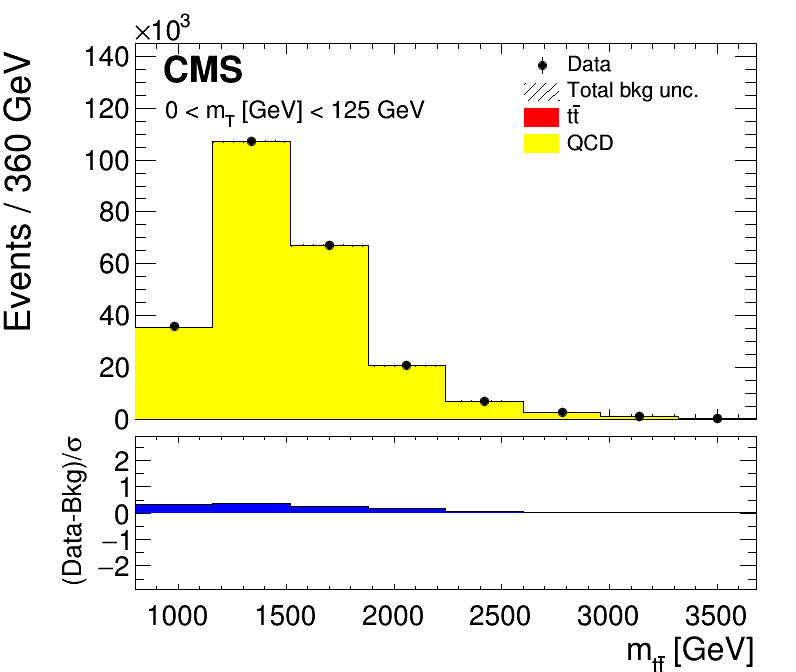 ×10³
Events / 360 GeV
140
120
100
80
60
40
20
0
CMS
0 < m_T [GeV] < 125 GeV
Data
Total bkg unc.
tt̄
QCD
(Data-Bkg)/σ
2
1
0
−1
−2
1000 1500 2000 2500 3000 3500
m_tt̄ [GeV]